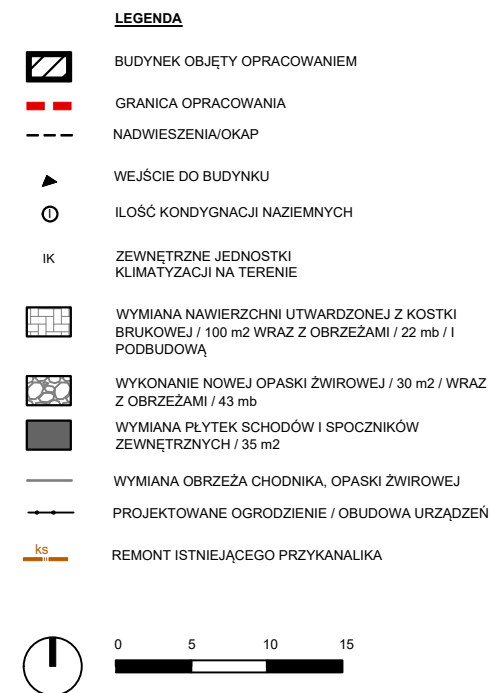 LEGENDA
BUDYNEK OBJĘTY OPRACOWANIEM
GRANICA OPRACOWANIA
NADWIESZENIA/OKAP
WEJŚCIE DO BUDYNKU
I ILOŚĆ KONDYGNACJI NAZIEMNYCH
IK ZEWNĘTRZNE JEDNOSTKI
KLIMATYZACJI NA TERENIE
WYMIANA NAWIERZCHNI UTWARDZONEJ Z KOSTKI
BRUKOWEJ / 100 m2 WRAZ Z OBRZEŻAMI / 22 mb / I
PODBUDOWĄ
WYKONANIE NOWEJ OPASKI ŻWIROWEJ / 30 m2 / WRAZ
Z OBRZEŻAMI / 43 mb
WYMIANA PŁYTEK SCHODÓW I SPOCZNIKÓW
ZEWNĘTRZNYCH / 35 m2
WYMIANA OBRZEŻA CHODNIKA, OPASKI ŻWIROWEJ
PROJEKTOWANE OGRODZENIE / OBUDOWA URZĄDZEŃ
ks REMONT ISTNIEJĄCEGO PRZYKANALIKA
0 5 10 15